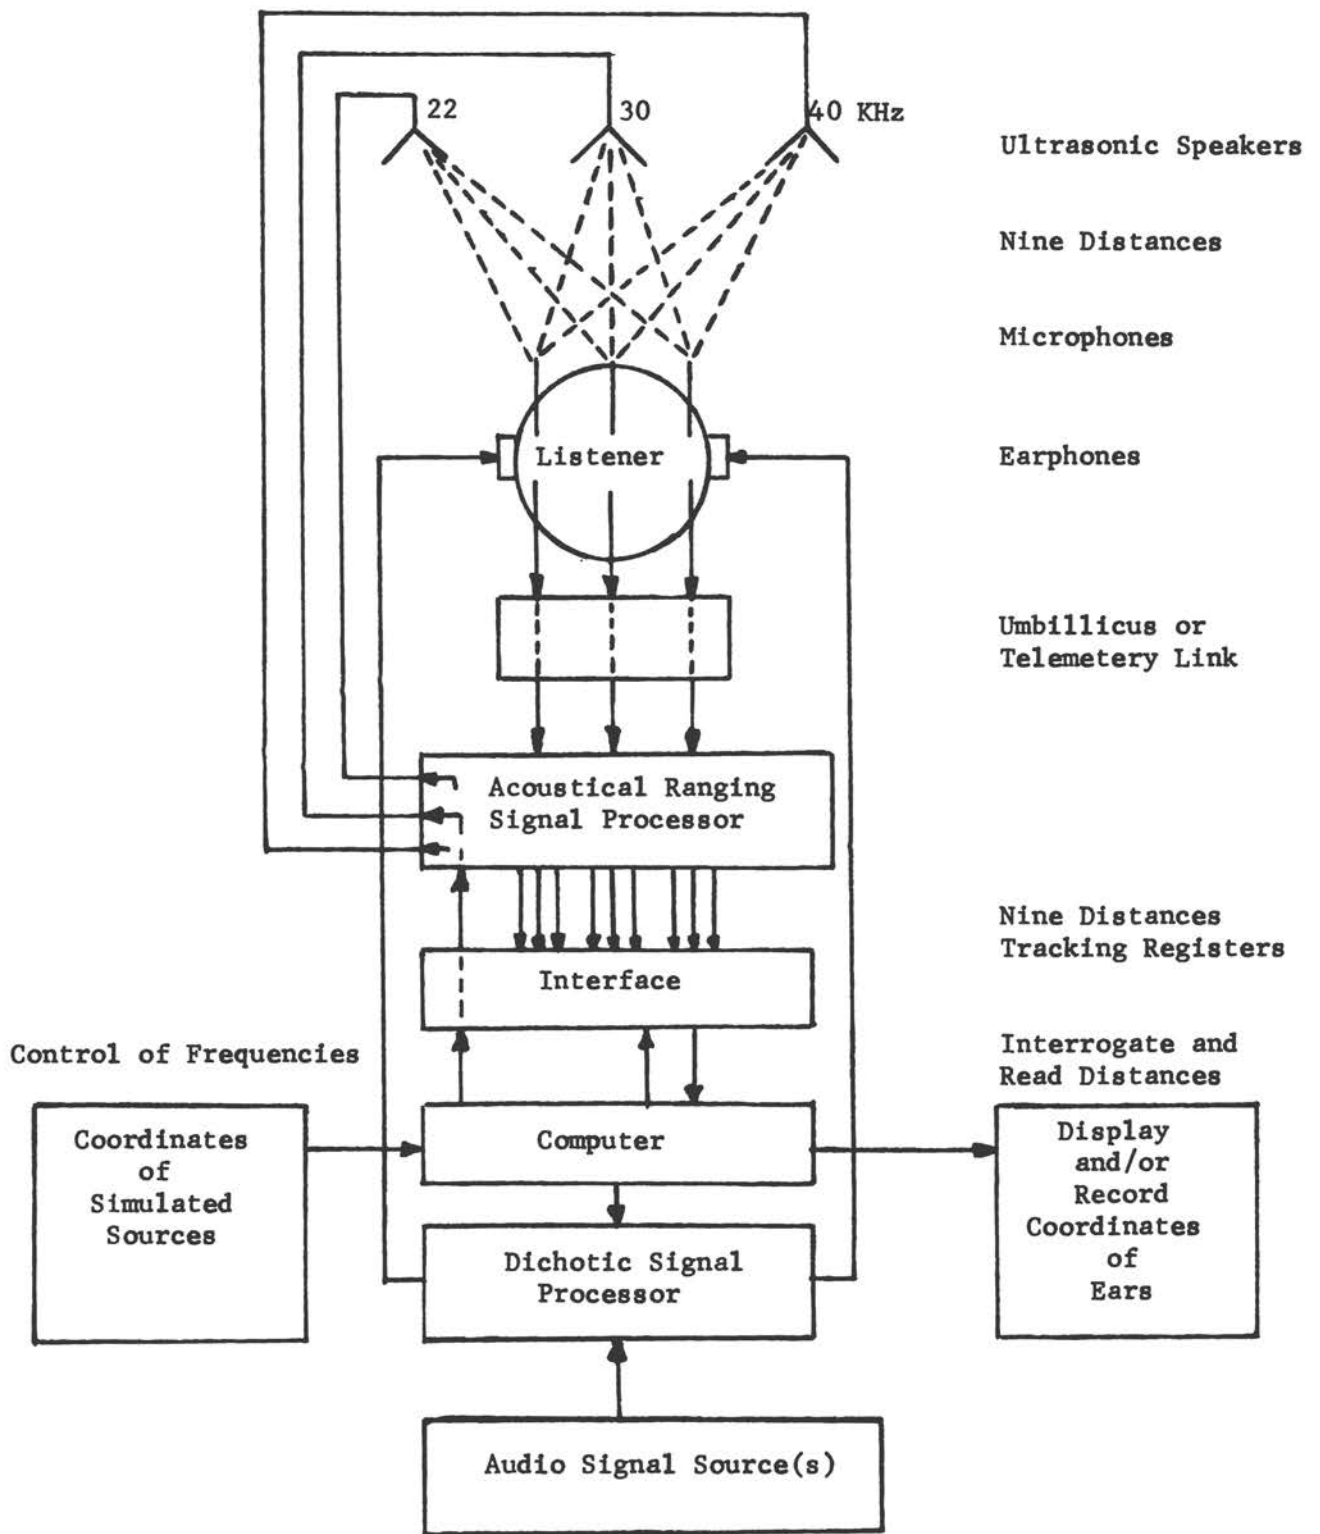 22
30
40 KHz
Ultrasonic Speakers
Nine Distances
Microphones
Listener
Earphones
Umbillicus or
Telemetery Link
Acoustical Ranging
Signal Processor
Nine Distances
Tracking Registers
Interface
Control of Frequencies
Interrogate and
Read Distances
Coordinates
of
Simulated
Sources
Computer
Display
and/or
Record
Coordinates
of
Ears
Dichotic Signal
Processor
Audio Signal Source(s)